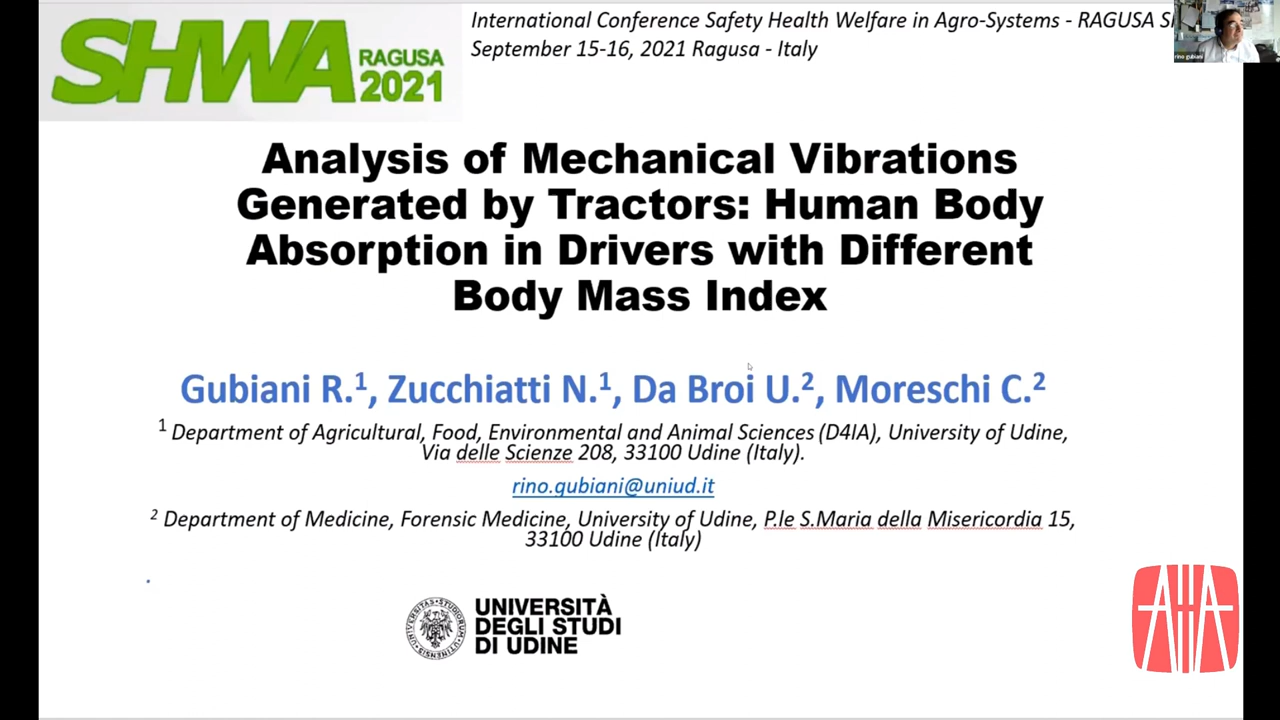 SHWA RAGUSA 2021
International Conference Safety Health Welfare in Agro-Systems - RAGUSA S
September 15-16, 2021 Ragusa - Italy
rino gubiani
Analysis of Mechanical Vibrations
Generated by Tractors: Human Body
Absorption in Drivers with Different
Body Mass Index
Gubiani R.¹, Zucchiatti N.¹, Da Broi U.², Moreschi C.²
¹ Department of Agricultural, Food, Environmental and Animal Sciences (D4IA), University of Udine,
Via delle Scienze 208, 33100 Udine (Italy).
rino.gubiani@uniud.it
² Department of Medicine, Forensic Medicine, University of Udine, P.le S.Maria della Misericordia 15,
33100 Udine (Italy)
UNIVERSITÀ
DEGLI STUDI
DI UDINE